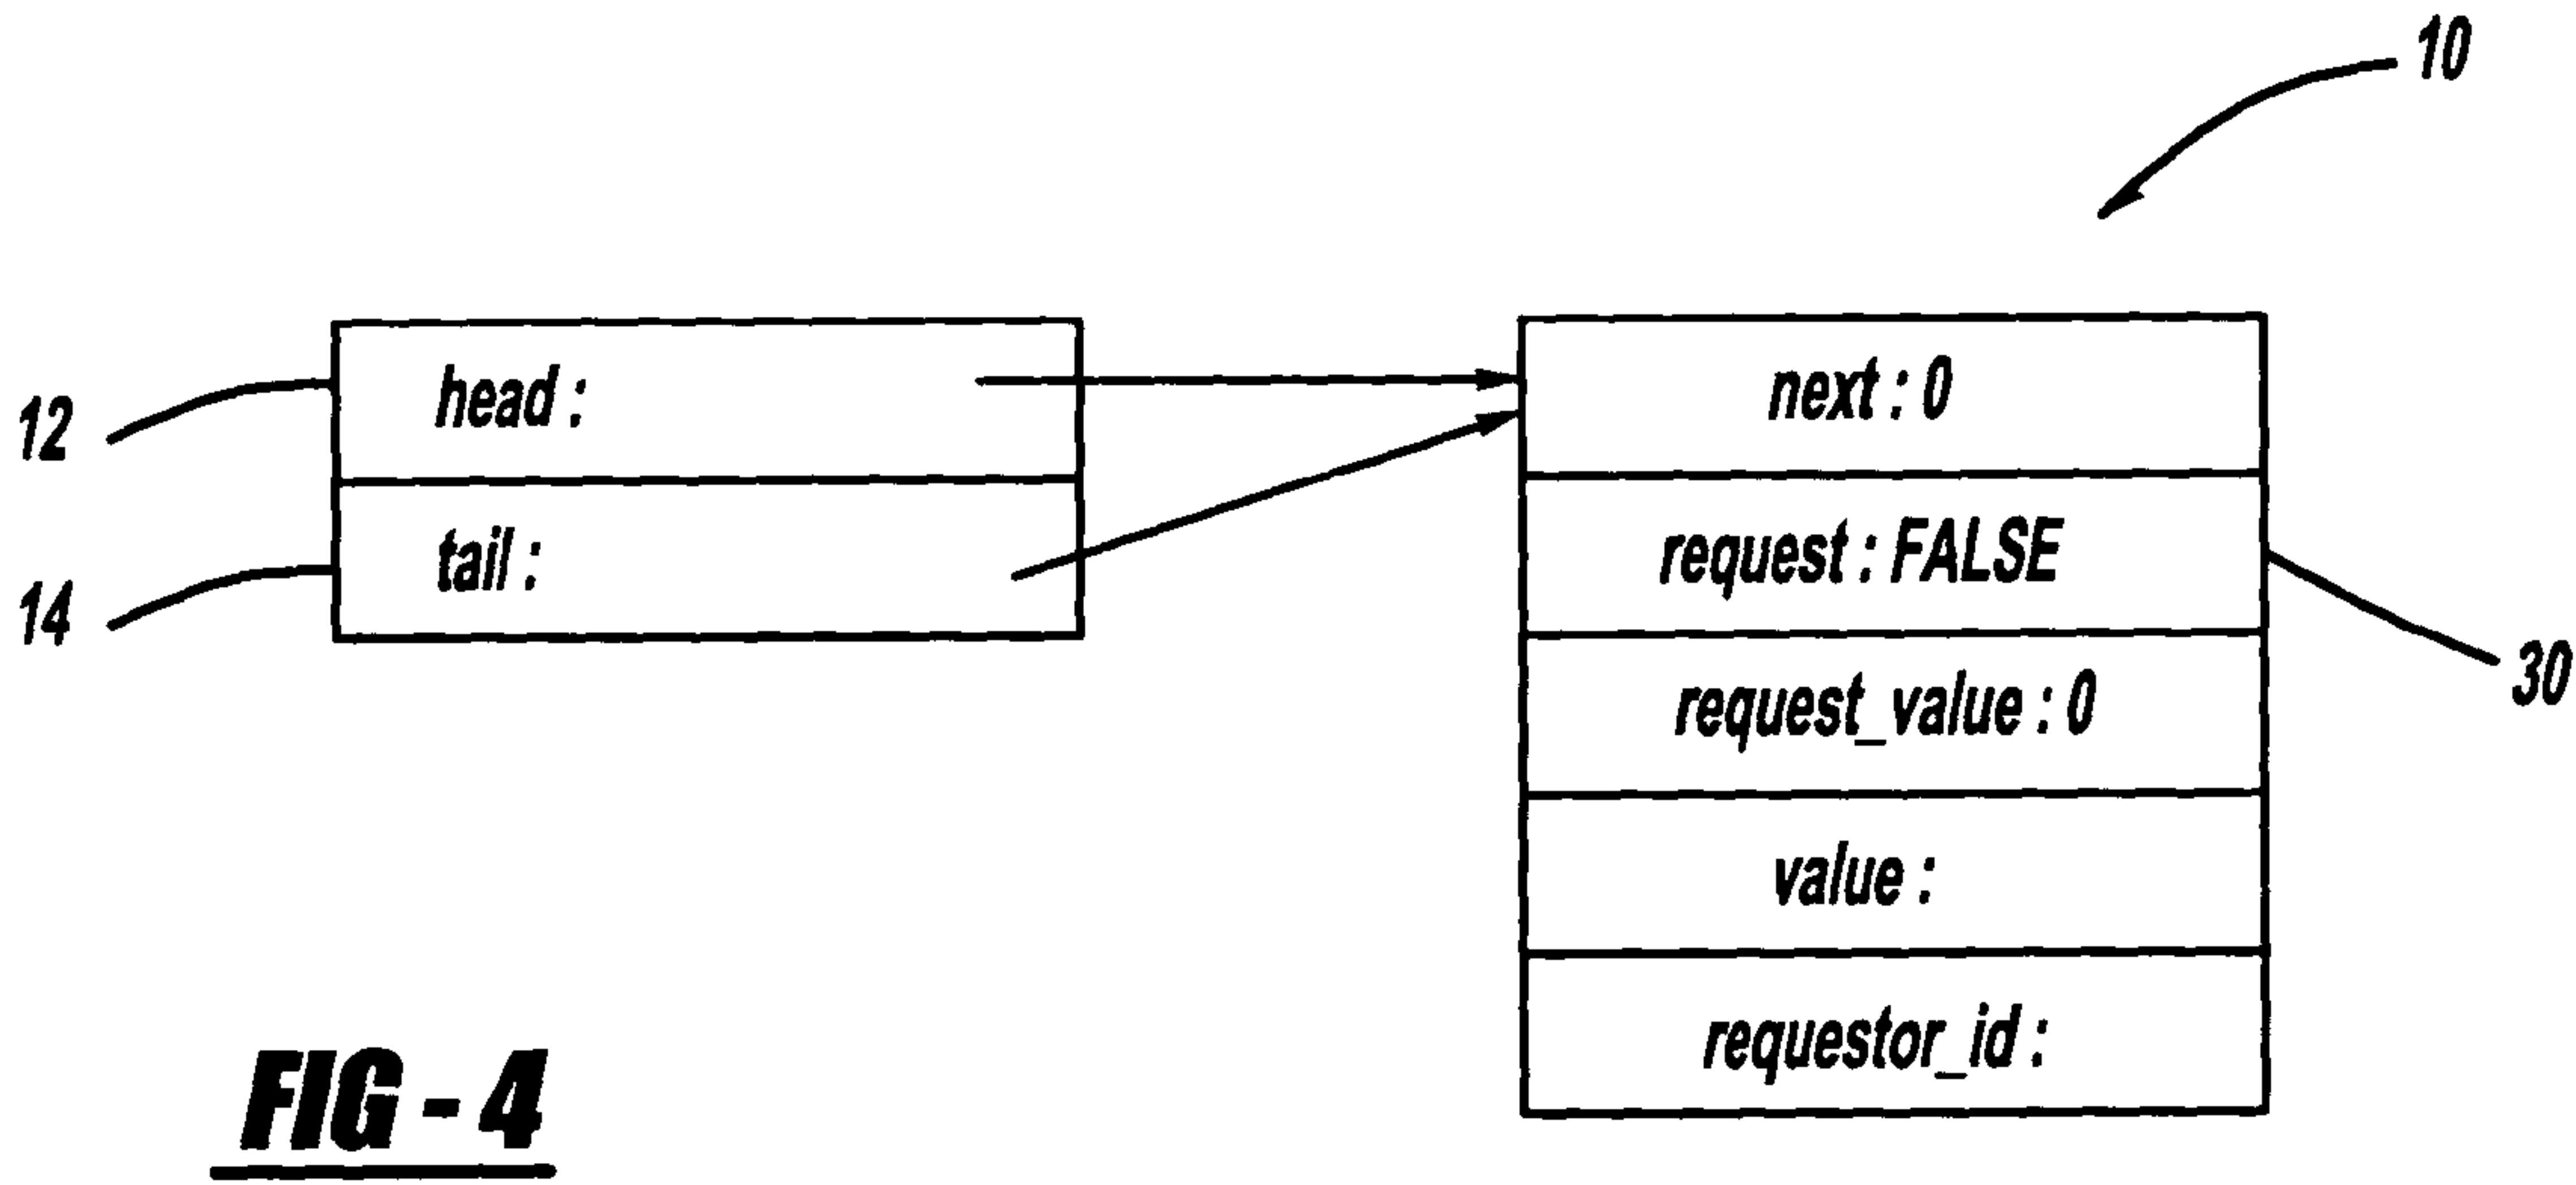 10
12
head :
next : 0
14
tail :
request : FALSE
30
request_value : 0
value :
requestor_id :
FIG - 4